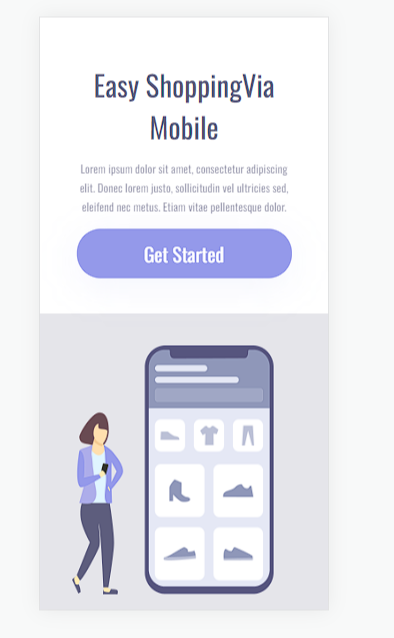 Easy ShoppingVia
Mobile
Lorem ipsum dolor sit amet, consectetur adipiscing
elit. Donec lorem justo, sollicitudin vel ultricies sed,
eleifend nec metus. Etiam vitae pellentesque dolor.
Get Started